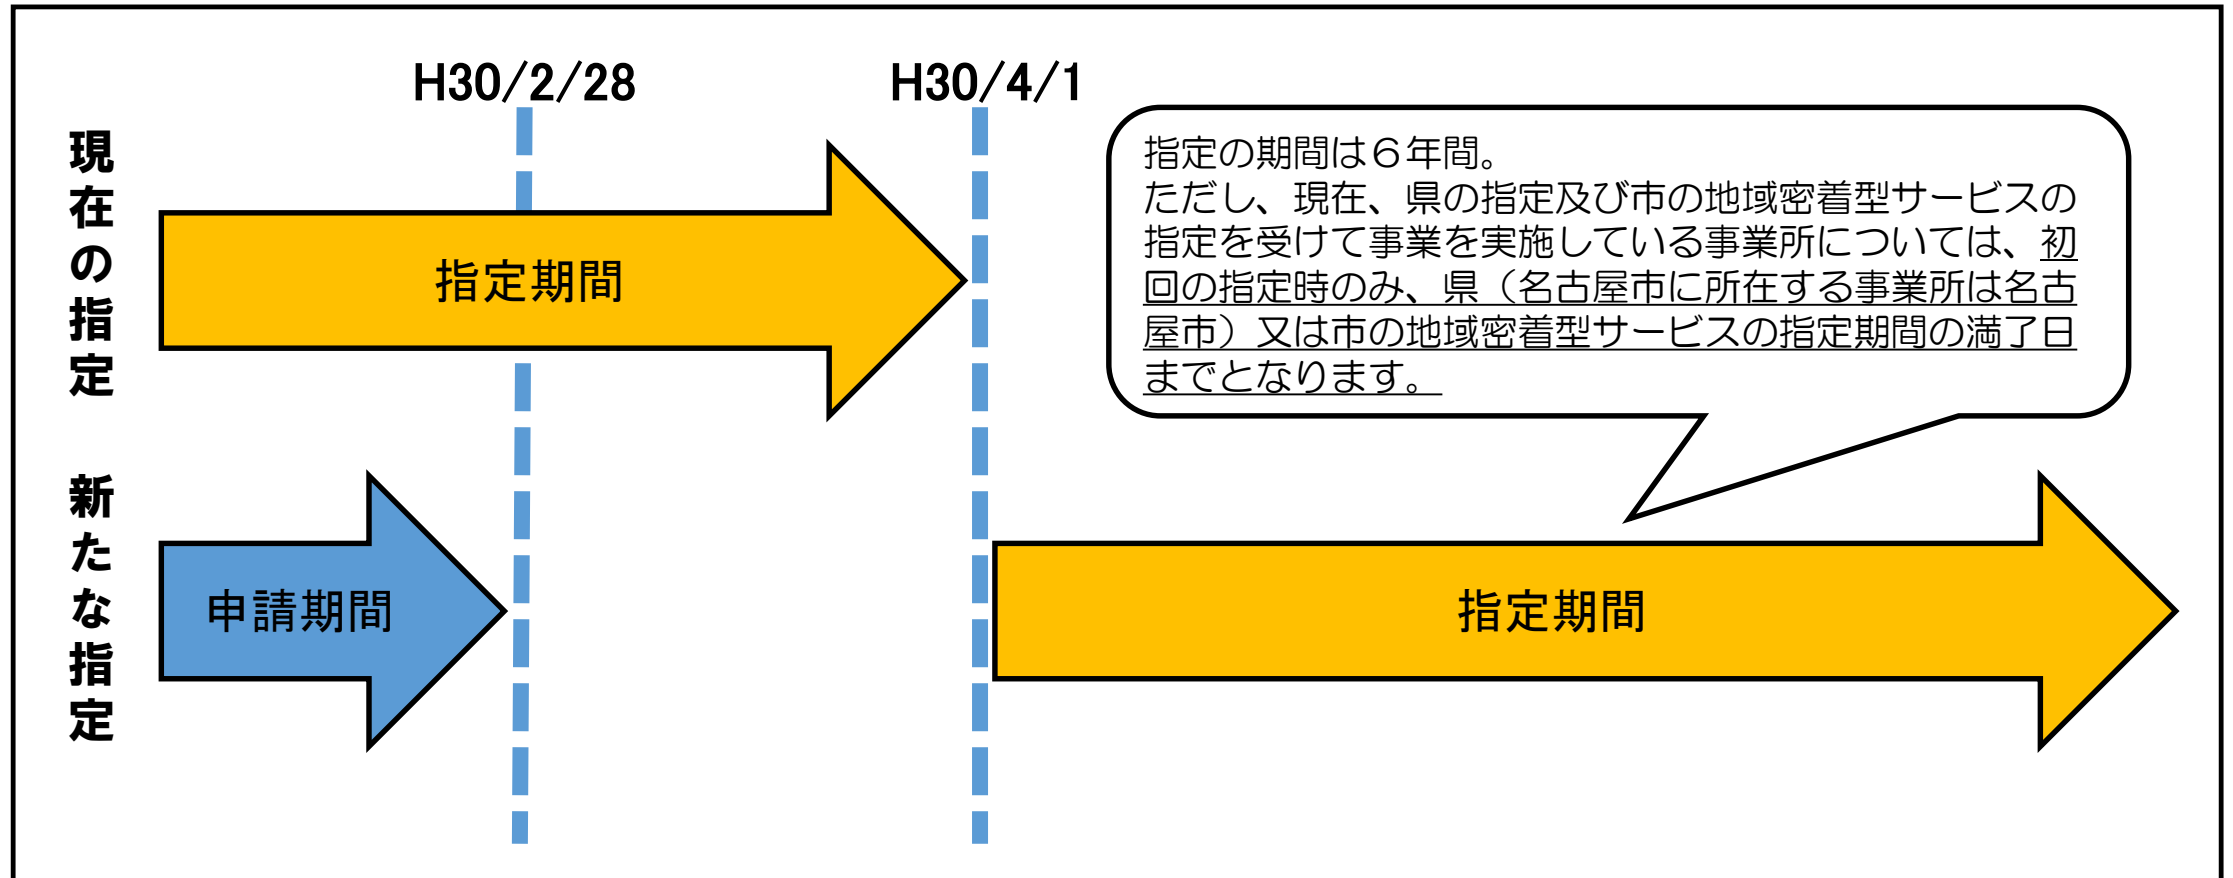 H30/2/28
H30/4/1
現在の指定
指定期間
指定の期間は６年間。
ただし、現在、県の指定及び市の地域密着型サービスの
指定を受けて事業を実施している事業所については、初
回の指定時のみ、県（名古屋市に所在する事業所は名古
屋市）又は市の地域密着型サービスの指定期間の満了日
までとなります。
新たな指定
申請期間
指定期間